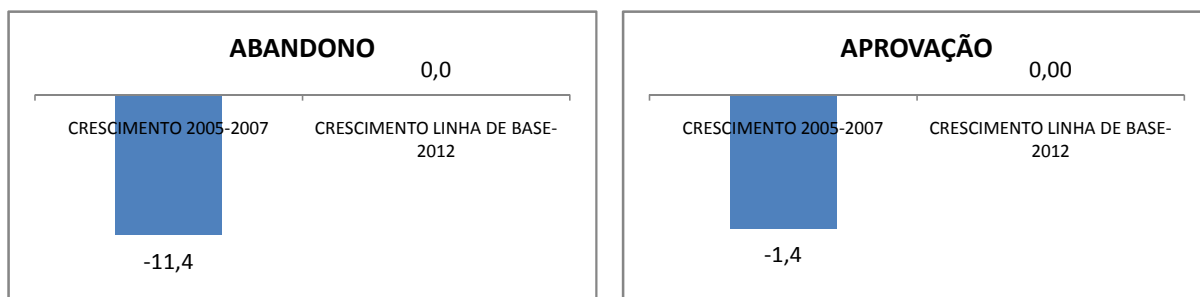 ABANDONO
0,0
CRESCIMENTO 2005-2007
CRESCIMENTO LINHA DE BASE-
2012
-11,4
APROVAÇÃO
0,00
CRESCIMENTO 2005-2007
CRESCIMENTO LINHA DE BASE-
2012
-1,4